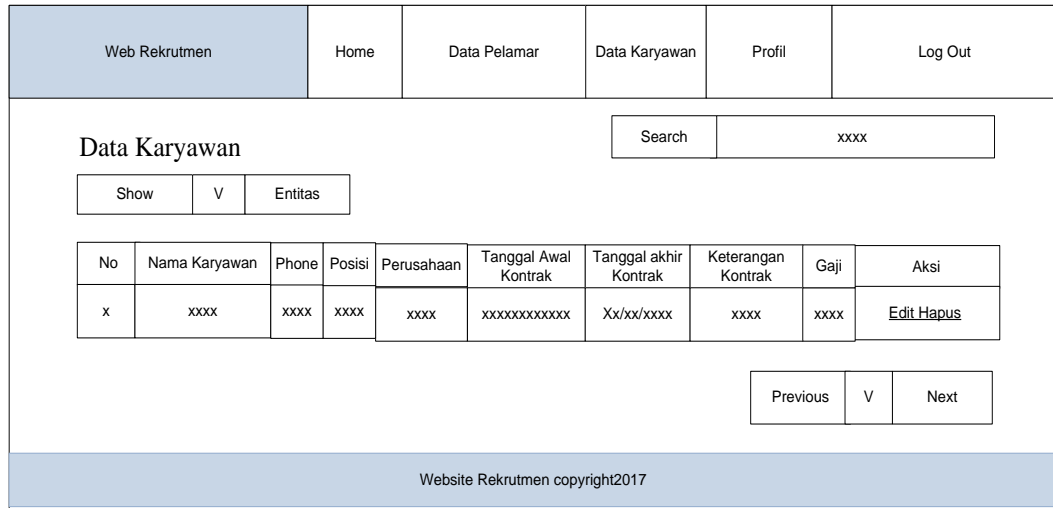 Web Rekrutmen Home Data Pelamar Data Karyawan Profil Log Out
Search xxxx
Data Karyawan
Show V Entitas
No Nama Karyawan Phone Posisi Perusahaan Tanggal Awal Kontrak Tanggal akhir Kontrak Keterangan Kontrak Gaji Aksi
x xxxx xxxx xxxx xxxx xxxxxxxxxxxx Xx/xx/xxxx xxxx xxxx Edit Hapus
Previous V Next
Website Rekrutmen copyright2017